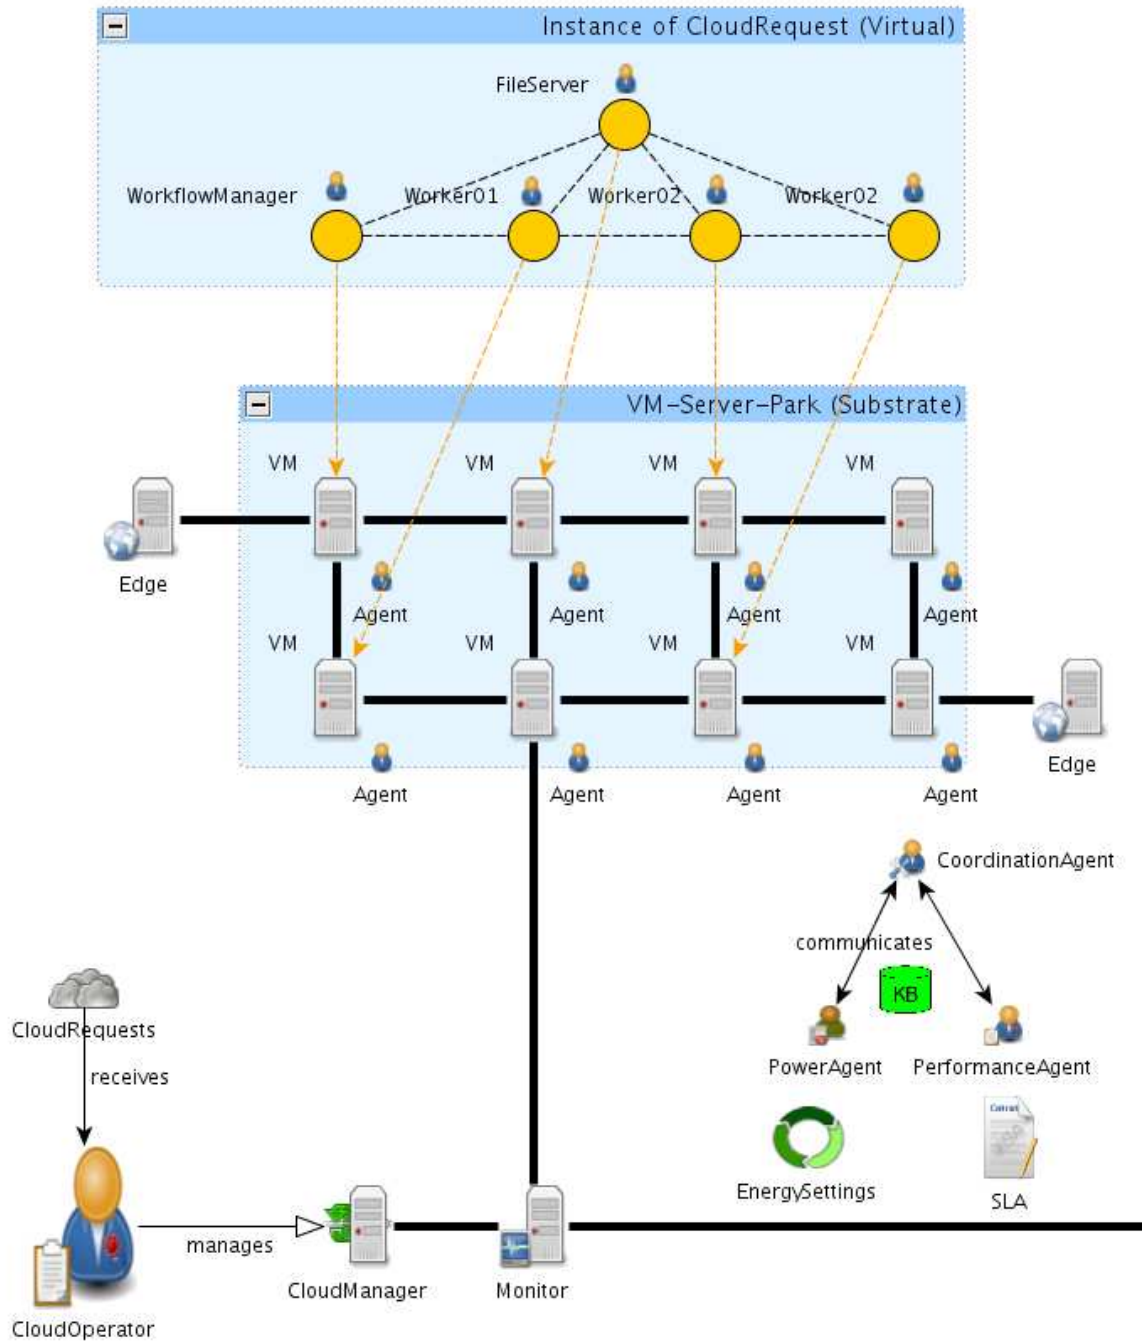 Instance of CloudRequest (Virtual)
FileServer
WorkflowManager
Worker01
Worker02
Worker02
VM-Server-Park (Substrate)
VM
VM
VM
VM
Edge
Agent
Agent
Agent
Agent
VM
VM
VM
VM
Edge
Agent
Agent
Agent
Agent
CoordinationAgent
communicates
KB
CloudRequests
PowerAgent
PerformanceAgent
receives
EnergySettings
SLA
manages
CloudManager
Monitor
CloudOperator